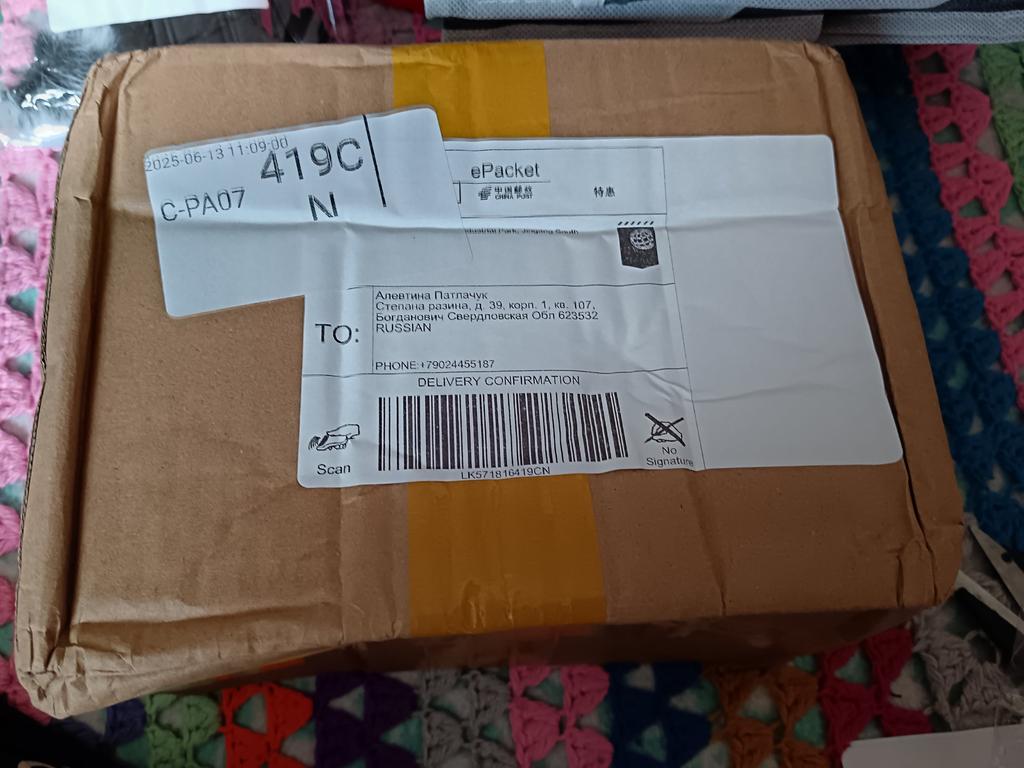 2025-06-13 11:09:00
419C
C-PA07
N
ePacket
中国邮政
CHINA POST
特惠
dustrial Park, Jingang South
TO:
Алевтина Патлачук
Степана разина, д. 39, корп. 1, кв. 107,
Богданович Свердловская Обл 623532
RUSSIAN
PHONE:+79024455187
DELIVERY CONFIRMATION
Scan
LK571816419CN
No
Signature